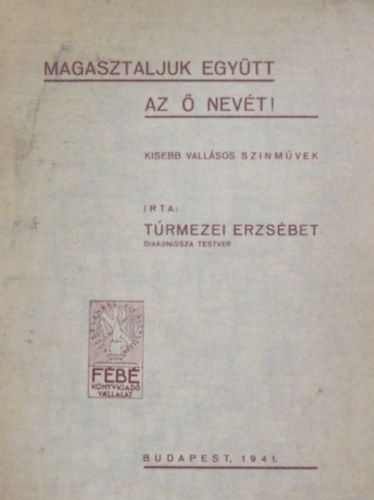 MAGASZTALJUK EGYÜTT
AZ Ő NEVÉT!
KISEBB VALLÁSOS SZINMŰVEK
IRTA:
TÚRMEZEI ERZSÉBET
DIAKONISSZA TESTVÉR
FÉBÉ
KÖNYVKIADÓ
VÁLLALAT
BUDAPEST, 1941.